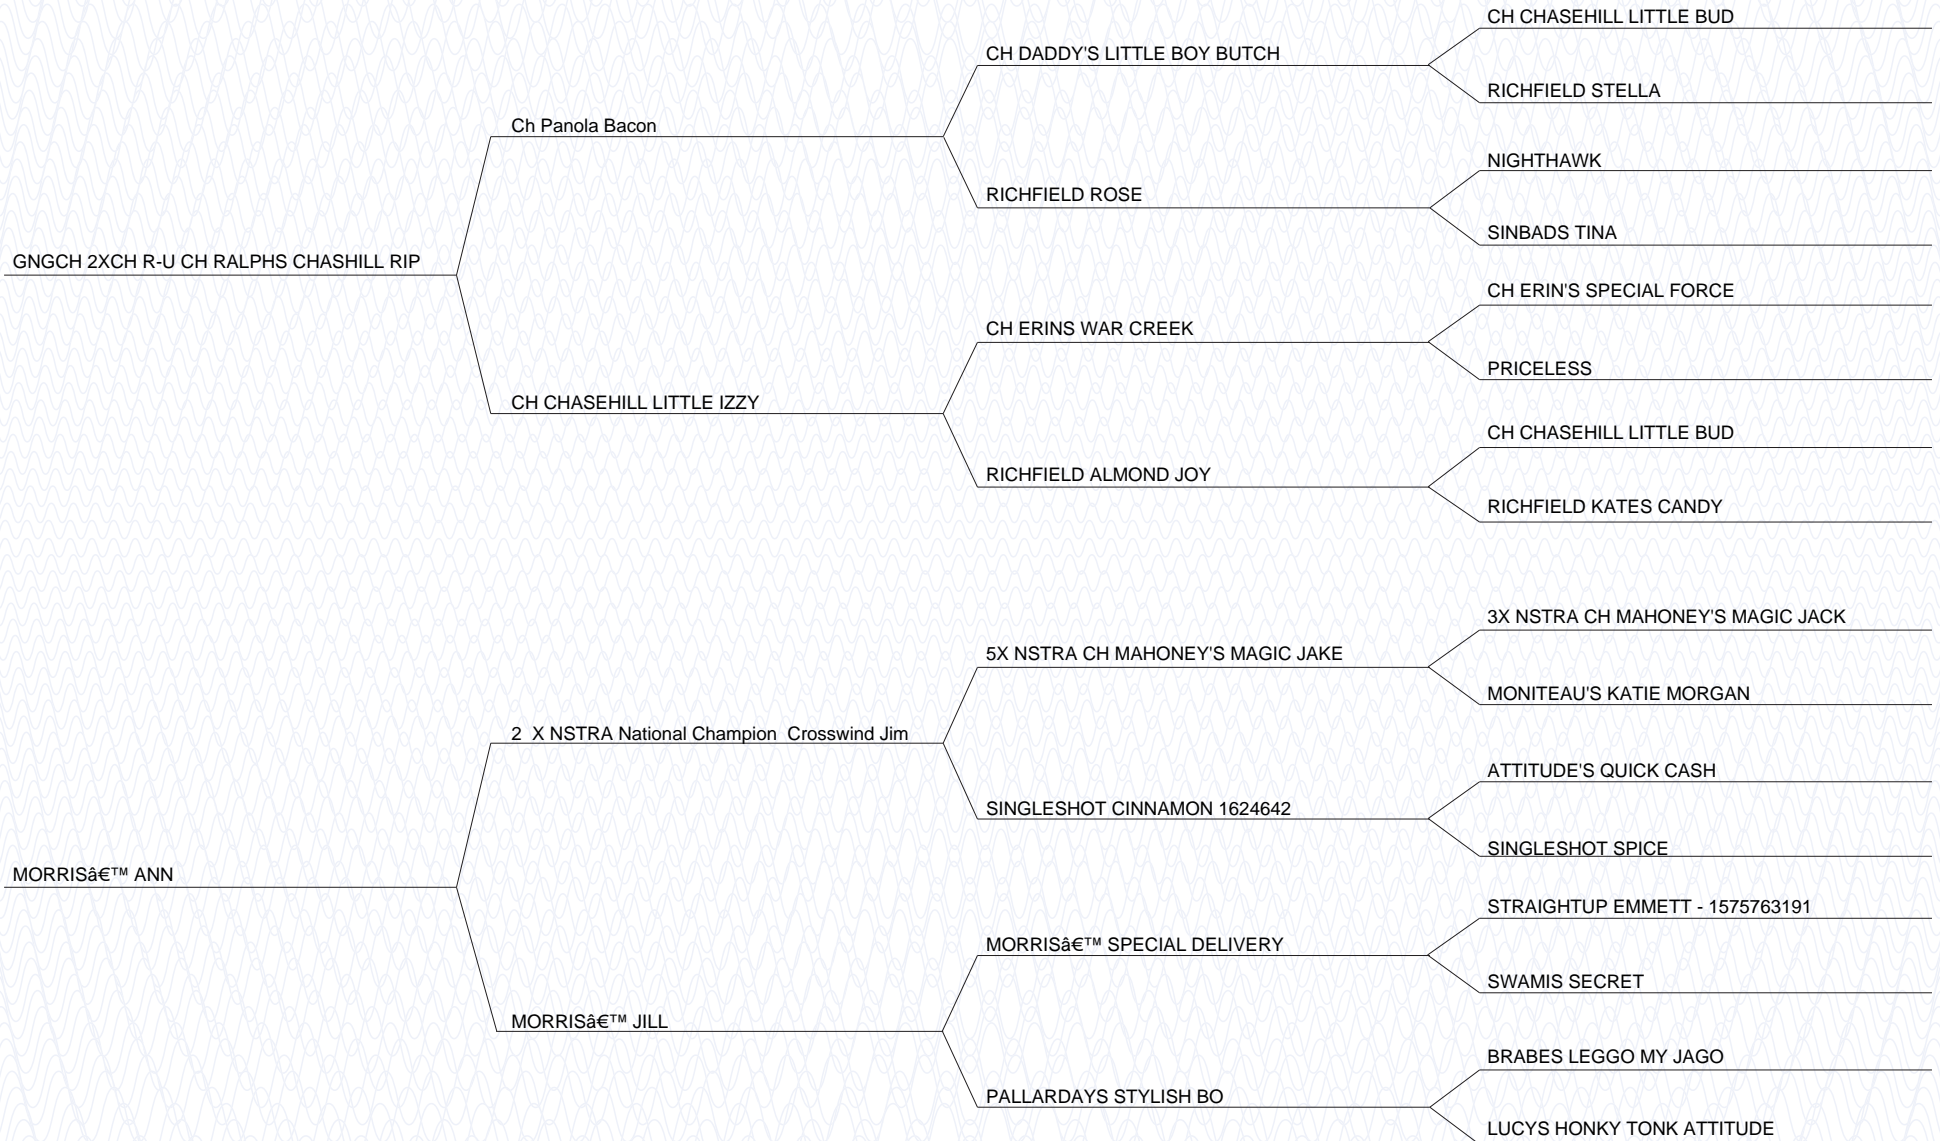 CH CHASEHILL LITTLE BUD
CH DADDY'S LITTLE BOY BUTCH
RICHFIELD STELLA
Ch Panola Bacon
NIGHTHAWK
RICHFIELD ROSE
SINBADS TINA
GNGCH 2XCH R-U CH RALPHS CHASHILL RIP
CH ERIN'S SPECIAL FORCE
CH ERINS WAR CREEK
PRICELESS
CH CHASEHILL LITTLE IZZY
CH CHASEHILL LITTLE BUD
RICHFIELD ALMOND JOY
RICHFIELD KATES CANDY
3X NSTRA CH MAHONEY'S MAGIC JACK
5X NSTRA CH MAHONEY'S MAGIC JAKE
MONITEAU'S KATIE MORGAN
2 X NSTRA National Champion Crosswind Jim
ATTITUDE'S QUICK CASH
SINGLESHOT CINNAMON 1624642
SINGLESHOT SPICE
MORRISâ€™ ANN
STRAIGHTUP EMMETT - 1575763191
MORRISâ€™ SPECIAL DELIVERY
SWAMIS SECRET
MORRISâ€™ JILL
BRABES LEGGO MY JAGO
PALLARDAYS STYLISH BO
LUCYS HONKY TONK ATTITUDE